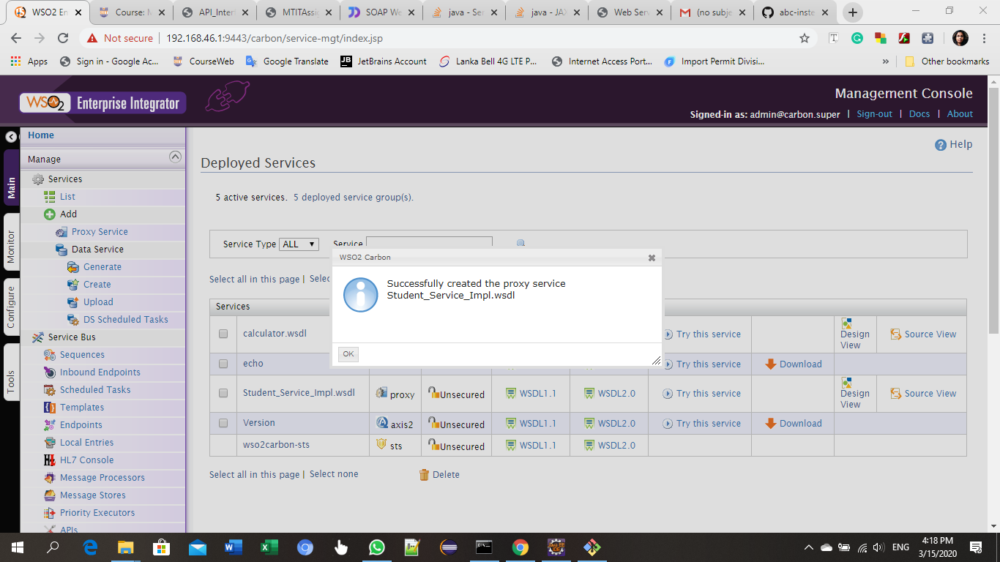 WSO2 En
Course: M
API_Inter
MTITAssig
SOAP We
java - Ser
java - JAX
Web Serv
(no subje
abc-inste
Not secure
192.168.46.1:9443/carbon/service-mgt/index.jsp
Apps
Sign in - Google Ac...
CourseWeb
Google Translate
JetBrains Account
Lanka Bell 4G LTE P...
Internet Access Port...
Import Permit Divisi...
»
Other bookmarks
WSO2 Enterprise Integrator
Management Console
Signed-in as: admin@carbon.super | Sign-out | Docs | About
Main
Monitor
Configure
Tools
Home
Manage
Services
List
Add
Proxy Service
Data Service
Generate
Create
Upload
DS Scheduled Tasks
Service Bus
Sequences
Inbound Endpoints
Scheduled Tasks
Templates
Endpoints
Local Entries
HL7 Console
Message Processors
Message Stores
Priority Executors
APIs
Help
Deployed Services
5 active services. 5 deployed service group(s).
Service Type ALL Service
Select all in this page | Selec
WSO2 Carbon
Successfully created the proxy service
Student_Service_Impl.wsdl
OK
Services
calculator.wsdl Try this service Design View Source View
echo Try this service Download
Student_Service_Impl.wsdl proxy Unsecured WSDL1.1 WSDL2.0 Try this service Design View Source View
Version axis2 Unsecured WSDL1.1 WSDL2.0 Try this service Download
wso2carbon-sts sts Unsecured WSDL1.1 WSDL2.0
Select all in this page | Select none Delete
ENG
4:18 PM
3/15/2020